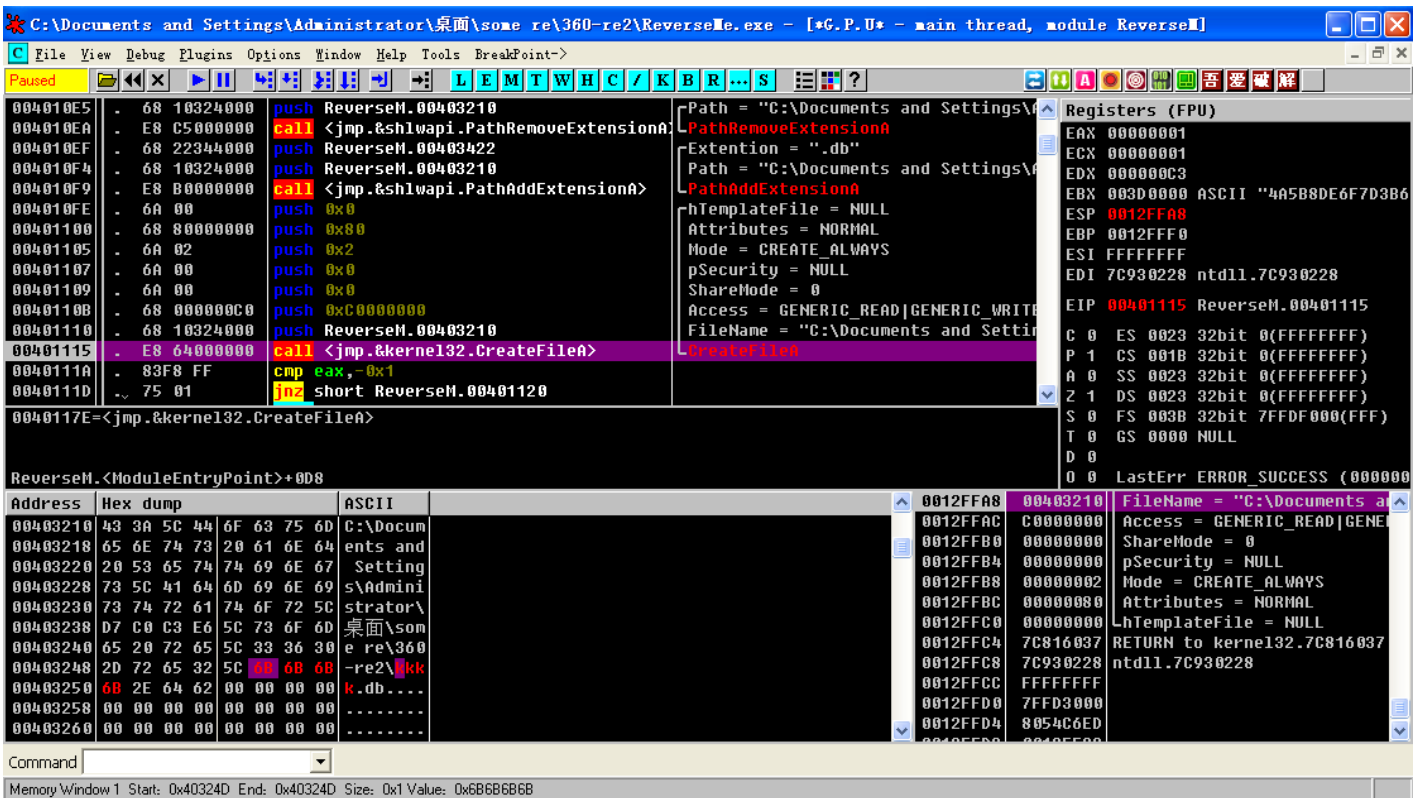 C:\Documents and Settings\Administrator\桌面\some re\360-re2\ReverseMe.exe - [*G.P.U* - main thread, module ReverseM]
C File View Debug Plugins Options Window Help Tools BreakPoint->
Paused L E M T W H C / K B R ... S ? A 吾 爱 破 解
004010E5 . 68 10324000 push ReverseM.00403210 Path = "C:\Documents and Settings\A
004010EA . E8 C5000000 call <jmp.&shlwapi.PathRemoveExtensionA> PathRemoveExtensionA
004010EF . 68 22344000 push ReverseM.00403422 Extention = ".db"
004010F4 . 68 10324000 push ReverseM.00403210 Path = "C:\Documents and Settings\A
004010F9 . E8 B0000000 call <jmp.&shlwapi.PathAddExtensionA> PathAddExtensionA
004010FE . 6A 00 push 0x0 hTemplateFile = NULL
00401100 . 68 80000000 push 0x80 Attributes = NORMAL
00401105 . 6A 02 push 0x2 Mode = CREATE_ALWAYS
00401107 . 6A 00 push 0x0 pSecurity = NULL
00401109 . 6A 00 push 0x0 ShareMode = 0
0040110B . 68 000000C0 push 0xC0000000 Access = GENERIC_READ|GENERIC_WRITE
00401110 . 68 10324000 push ReverseM.00403210 FileName = "C:\Documents and Settin
00401115 . E8 64000000 call <jmp.&kernel32.CreateFileA> CreateFileA
0040111A . 83F8 FF cmp eax,-0x1
0040111D . 75 01 jnz short ReverseM.00401120
0040117E=<jmp.&kernel32.CreateFileA>
ReverseM.<ModuleEntryPoint>+0D8
Registers (FPU)
EAX 00000001
ECX 00000001
EDX 000000C3
EBX 003D0000 ASCII "4A5B8DE6F7D3B6
ESP 0012FFA8
EBP 0012FFF0
ESI FFFFFFFF
EDI 7C930228 ntdll.7C930228
EIP 00401115 ReverseM.00401115
C 0 ES 0023 32bit 0(FFFFFFFF)
P 1 CS 001B 32bit 0(FFFFFFFF)
A 0 SS 0023 32bit 0(FFFFFFFF)
Z 1 DS 0023 32bit 0(FFFFFFFF)
S 0 FS 003B 32bit 7FFDF000(FFF)
T 0 GS 0000 NULL
D 0
O 0 LastErr ERROR_SUCCESS (000000
Address Hex dump ASCII
00403210 43 3A 5C 44 6F 63 75 6D C:\Docum
00403218 65 6E 74 73 20 61 6E 64 ents and
00403220 20 53 65 74 74 69 6E 67 Setting
00403228 73 5C 41 64 6D 69 6E 69 s\Admini
00403230 73 74 72 61 74 6F 72 5C strator\
00403238 D7 C0 C3 E6 5C 73 6F 6D 桌面\som
00403240 65 20 72 65 5C 33 36 30 e re\360
00403248 2D 72 65 32 5C 6B 6B 6B -re2\kkk
00403250 6B 2E 64 62 00 00 00 00 k.db....
00403258 00 00 00 00 00 00 00 00 ........
00403260 00 00 00 00 00 00 00 00 ........
0012FFA8 00403210 FileName = "C:\Documents an
0012FFAC C0000000 Access = GENERIC_READ|GENE
0012FFB0 00000000 ShareMode = 0
0012FFB4 00000000 pSecurity = NULL
0012FFB8 00000002 Mode = CREATE_ALWAYS
0012FFBC 00000080 Attributes = NORMAL
0012FFC0 00000000 hTemplateFile = NULL
0012FFC4 7C816037 RETURN to kernel32.7C816037
0012FFC8 7C930228 ntdll.7C930228
0012FFCC FFFFFFFF
0012FFD0 7FFD3000
0012FFD4 8054C6ED
Command
Memory Window 1 Start: 0x40324D End: 0x40324D Size: 0x1 Value: 0x6B6B6B6B